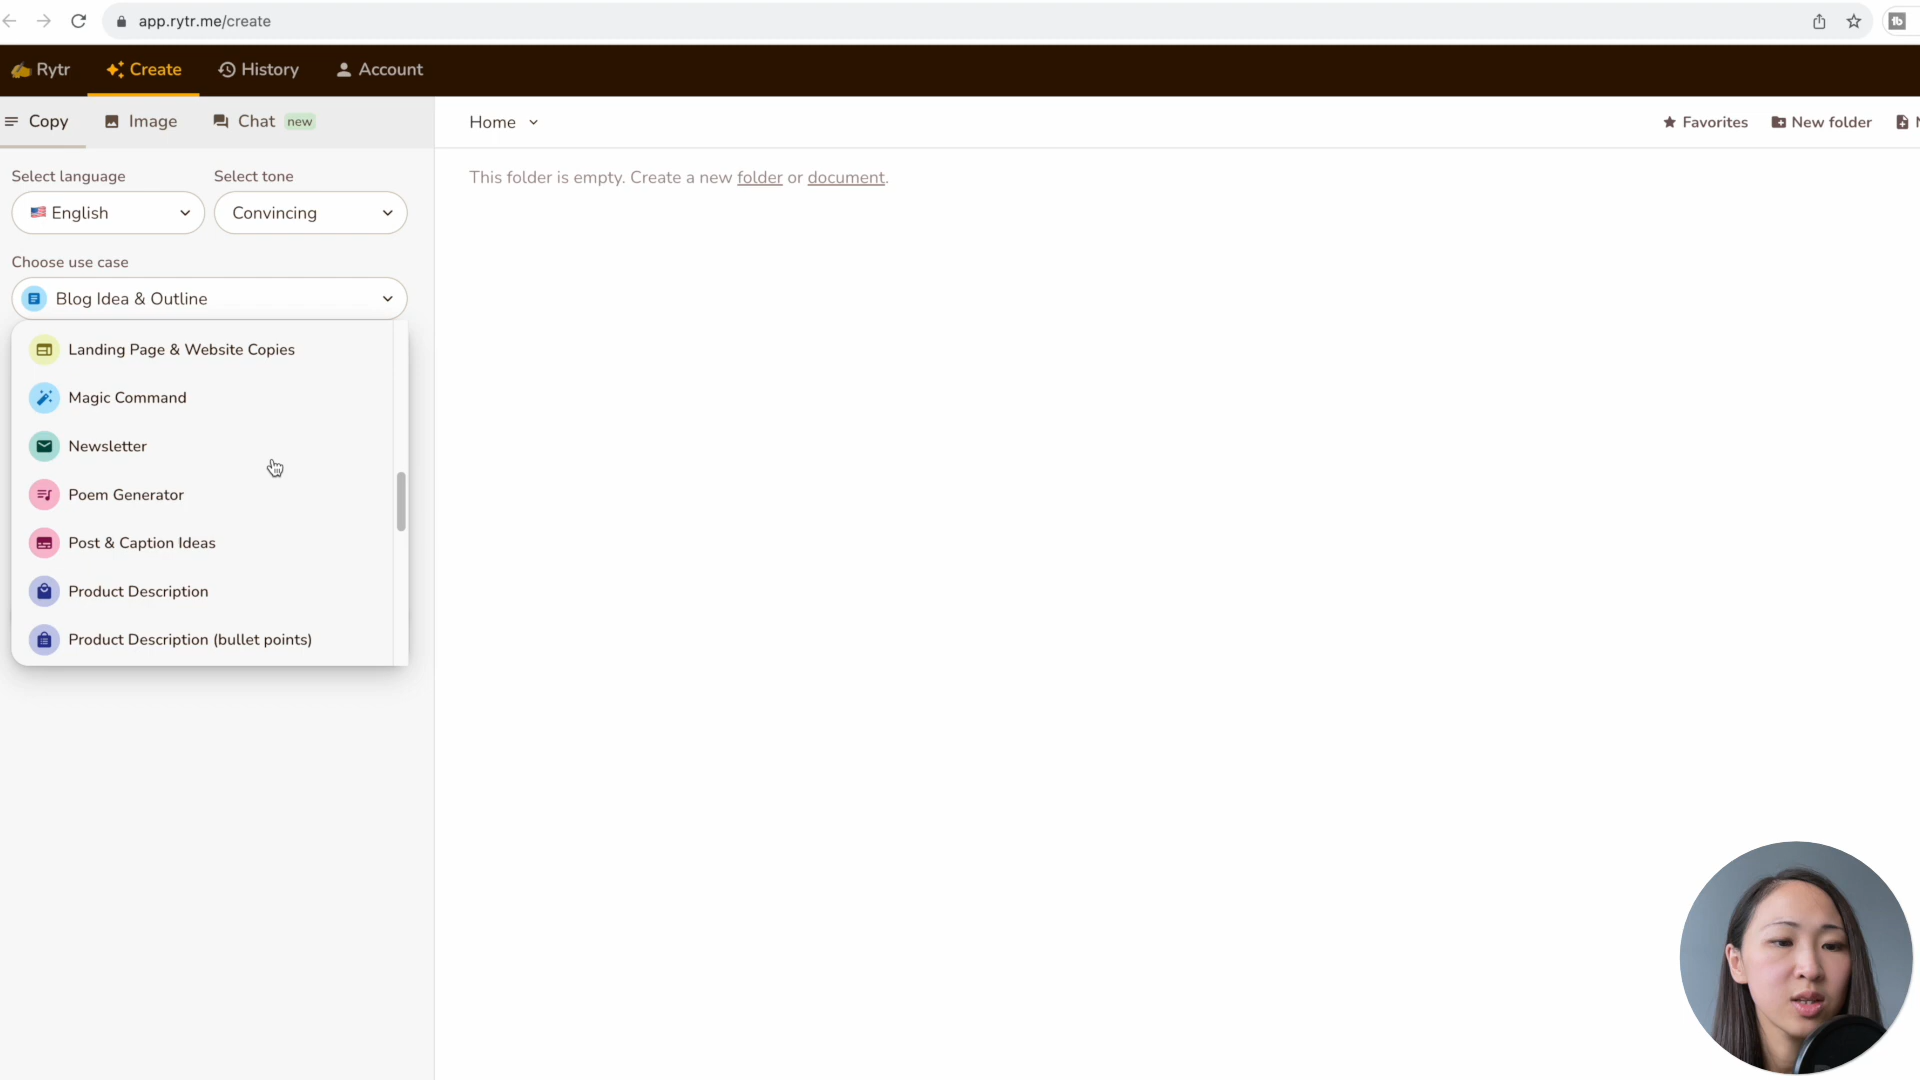 app.rytr.me/create
Rytr Create History Account
Copy Image Chat new
Home
Favorites New folder N
Select language Select tone
English Convincing
Choose use case
Blog Idea & Outline
Landing Page & Website Copies
Magic Command
Newsletter
Poem Generator
Post & Caption Ideas
Product Description
Product Description (bullet points)
This folder is empty. Create a new folder or document.